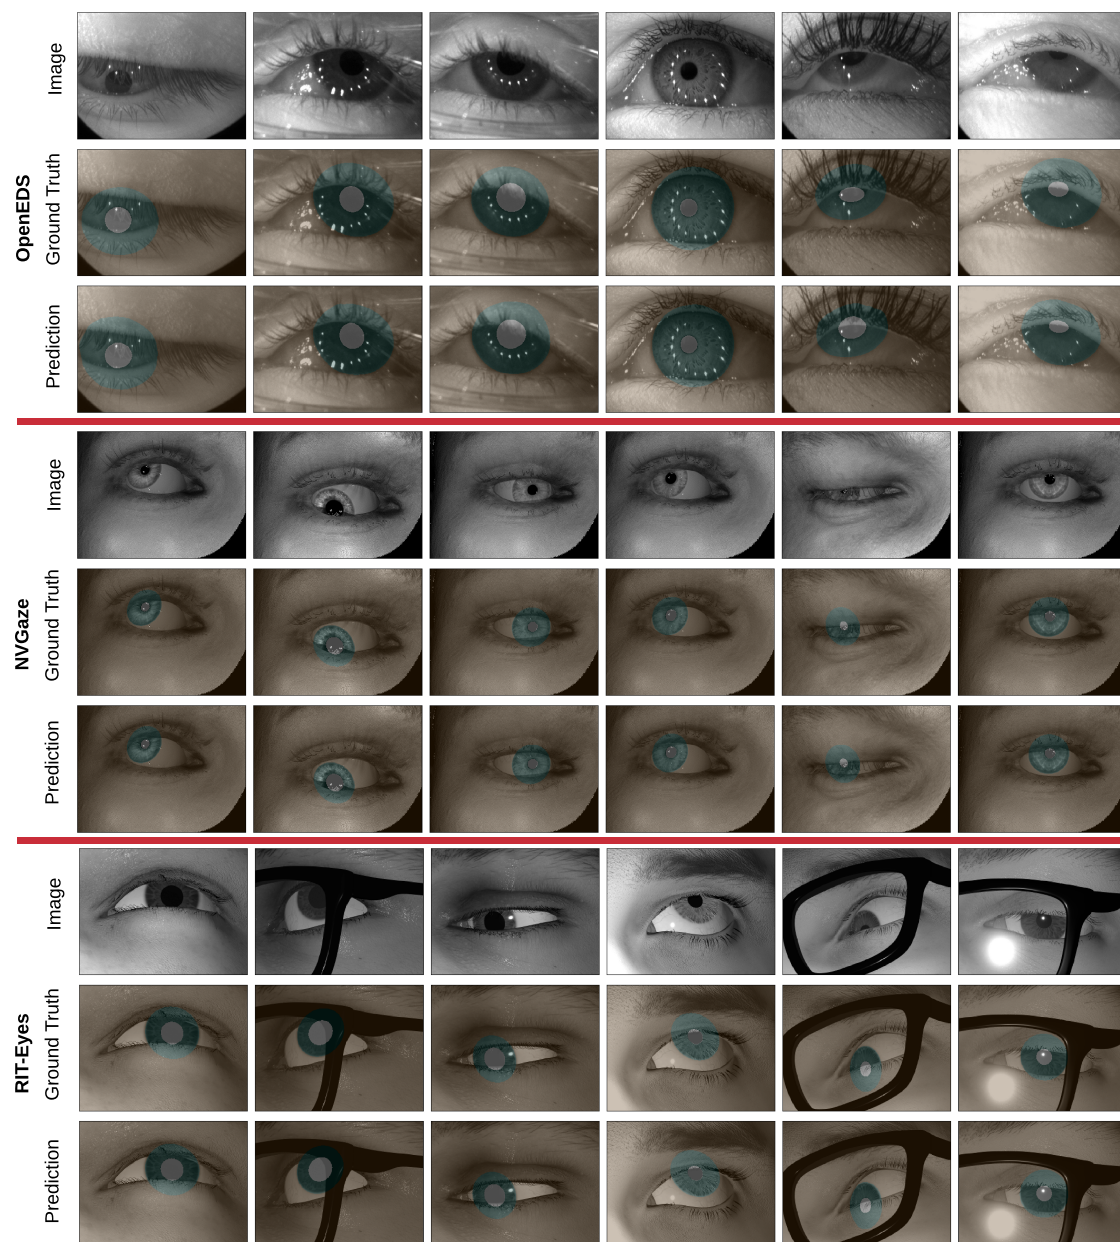 OpenEDS
Image
Ground Truth
Prediction
NVGaze
Image
Ground Truth
Prediction
RIT-Eyes
Image
Ground Truth
Prediction